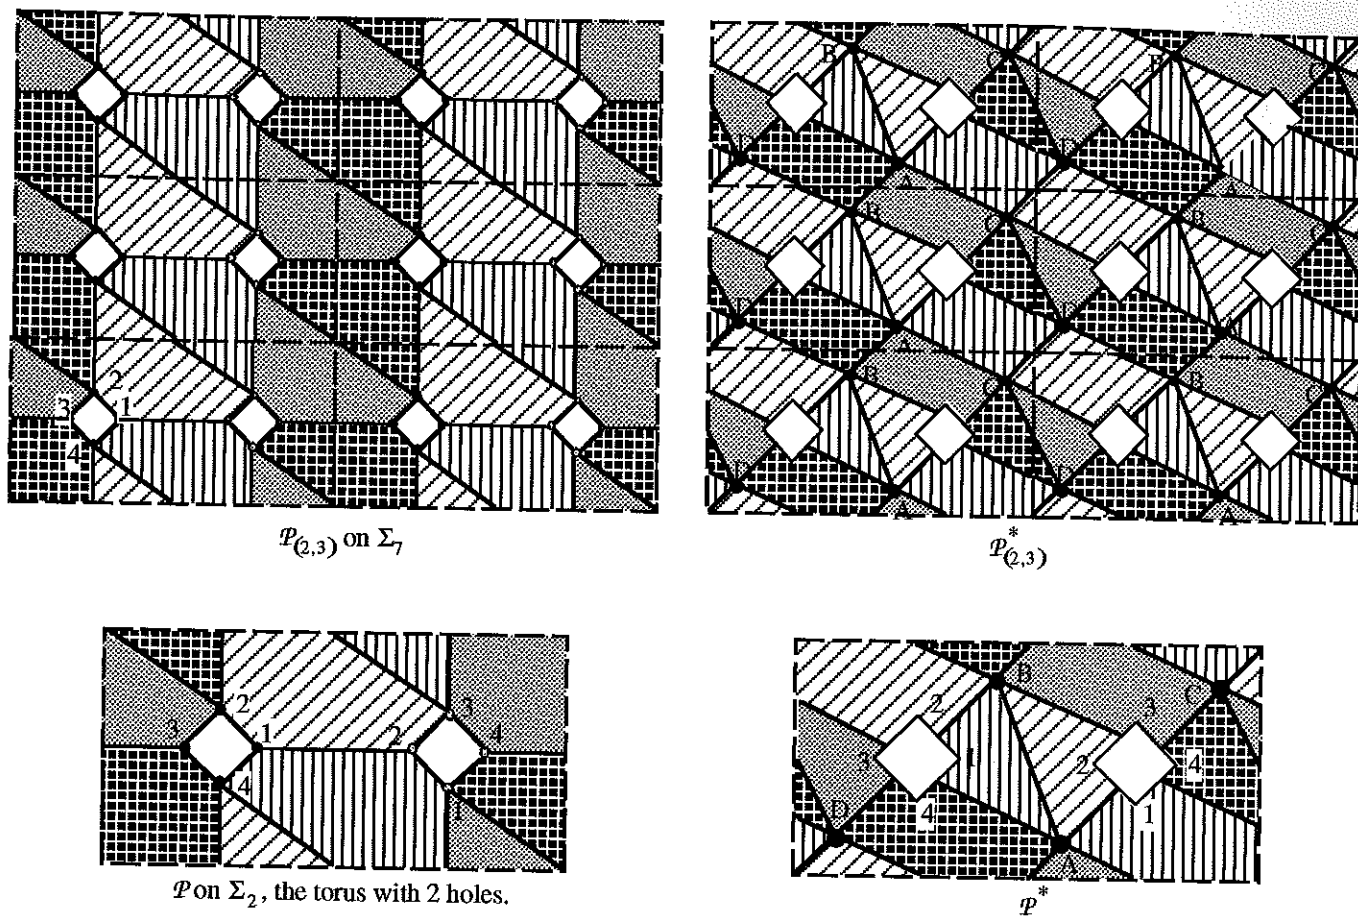 B C B C
D A A
B C B C
D D A
A
B C B C
2
3 1
4
D D
A A
𝒫(2,3) on Σ7
𝒫*(2,3)
2 3
3 1 2 4
4 1
B C
2 3
3 1 2 4
D 4 1
A
𝒫 on Σ2, the torus with 2 holes.
𝒫*